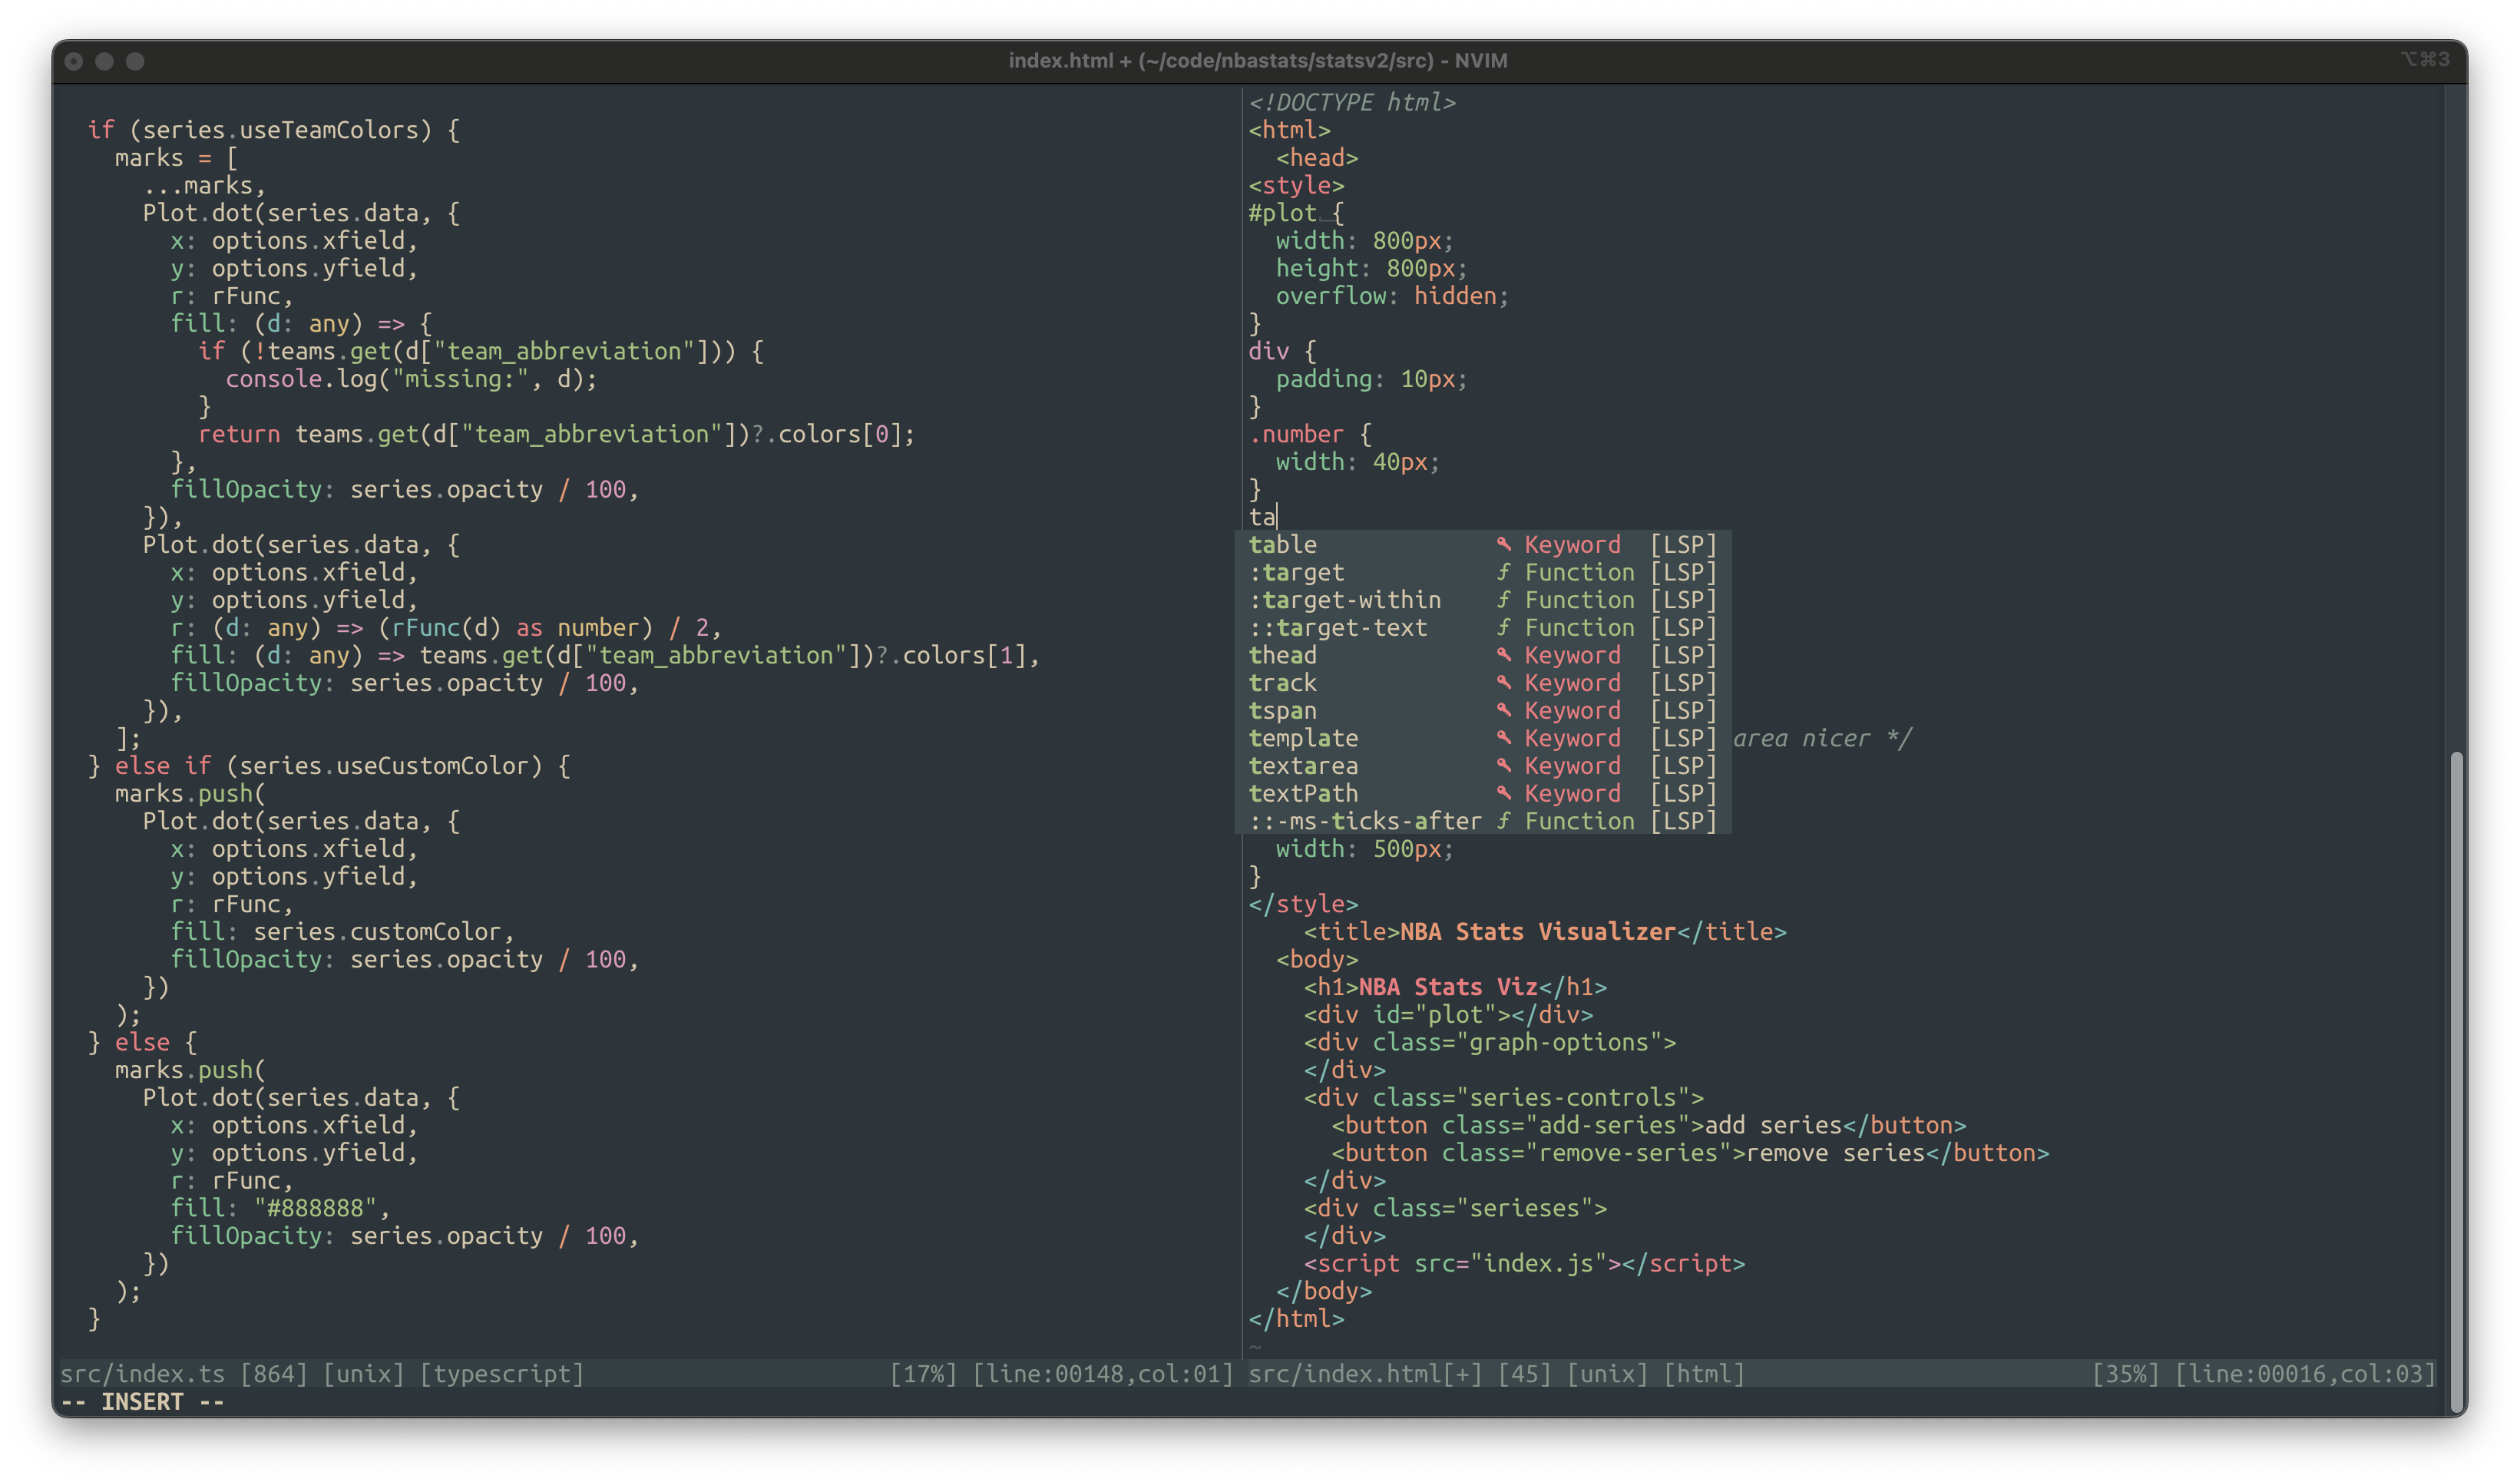 index.html + (~/code/nbastats/statsv2/src) - NVIM
⌥⌘3
if (series.useTeamColors) {
marks = [
...marks,
Plot.dot(series.data, {
x: options.xfield,
y: options.yfield,
r: rFunc,
fill: (d: any) => {
if (!teams.get(d["team_abbreviation"])) {
console.log("missing:", d);
}
return teams.get(d["team_abbreviation"])?.colors[0];
},
fillOpacity: series.opacity / 100,
}),
Plot.dot(series.data, {
x: options.xfield,
y: options.yfield,
r: (d: any) => (rFunc(d) as number) / 2,
fill: (d: any) => teams.get(d["team_abbreviation"])?.colors[1],
fillOpacity: series.opacity / 100,
}),
];
} else if (series.useCustomColor) {
marks.push(
Plot.dot(series.data, {
x: options.xfield,
y: options.yfield,
r: rFunc,
fill: series.customColor,
fillOpacity: series.opacity / 100,
})
);
} else {
marks.push(
Plot.dot(series.data, {
x: options.xfield,
y: options.yfield,
r: rFunc,
fill: "#888888",
fillOpacity: series.opacity / 100,
})
);
}
src/index.ts [864] [unix] [typescript] [17%] [line:00148,col:01]
-- INSERT --
<!DOCTYPE html>
<html>
<head>
<style>
#plot {
width: 800px;
height: 800px;
overflow: hidden;
}
div {
padding: 10px;
}
.number {
width: 40px;
}
ta
table Keyword [LSP]
:target ƒ Function [LSP]
:target-within ƒ Function [LSP]
::target-text ƒ Function [LSP]
thead Keyword [LSP]
track Keyword [LSP]
tspan Keyword [LSP]
template Keyword [LSP] area nicer */
textarea Keyword [LSP]
textPath Keyword [LSP]
::-ms-ticks-after ƒ Function [LSP]
width: 500px;
}
</style>
<title>NBA Stats Visualizer</title>
<body>
<h1>NBA Stats Viz</h1>
<div id="plot"></div>
<div class="graph-options">
</div>
<div class="series-controls">
<button class="add-series">add series</button>
<button class="remove-series">remove series</button>
</div>
<div class="serieses">
</div>
<script src="index.js"></script>
</body>
</html>
~
src/index.html[+] [45] [unix] [html] [35%] [line:00016,col:03]